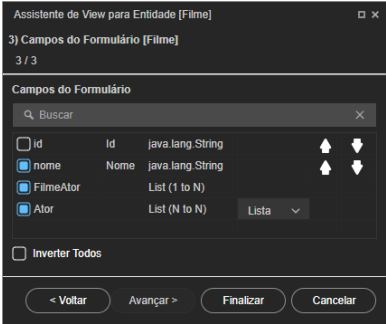 Assistente de View para Entidade [Filme]
3) Campos do Formulário [Filme]
3 / 3
Campos do Formulário
Buscar
id Id java.lang.String
nome Nome java.lang.String
FilmeAtor List (1 to N)
Ator List (N to N) Lista
Inverter Todos
< Voltar Avançar > Finalizar Cancelar